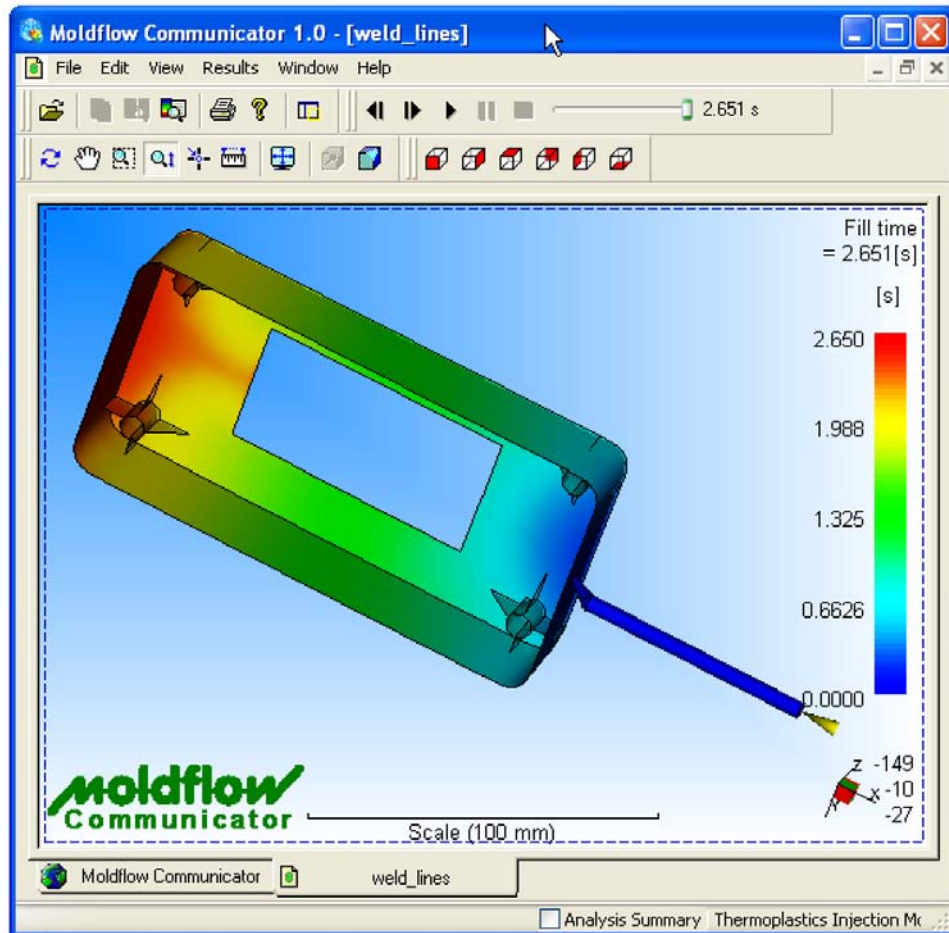 Moldflow Communicator 1.0 - [weld_lines]
File Edit View Results Window Help
2.651 s
Fill time
= 2.651[s]
[s]
2.650
1.988
1.325
0.6626
0.0000
z -149
x -10
-27
moldflow
Communicator
Scale (100 mm)
Moldflow Communicator weld_lines
Analysis Summary Thermoplastics Injection